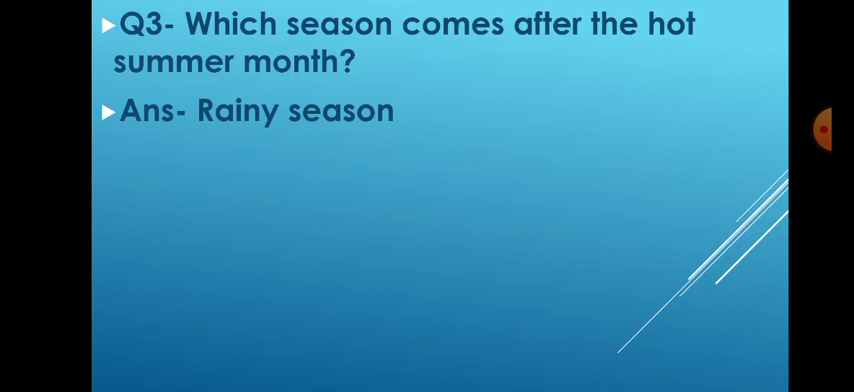 Q3- Which season comes after the hot
summer month?
Ans- Rainy season